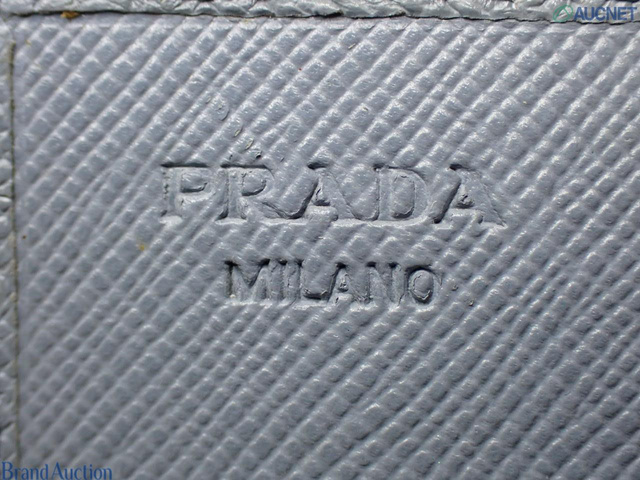 AUCNET
PRADA
MILANO
Brand Auction